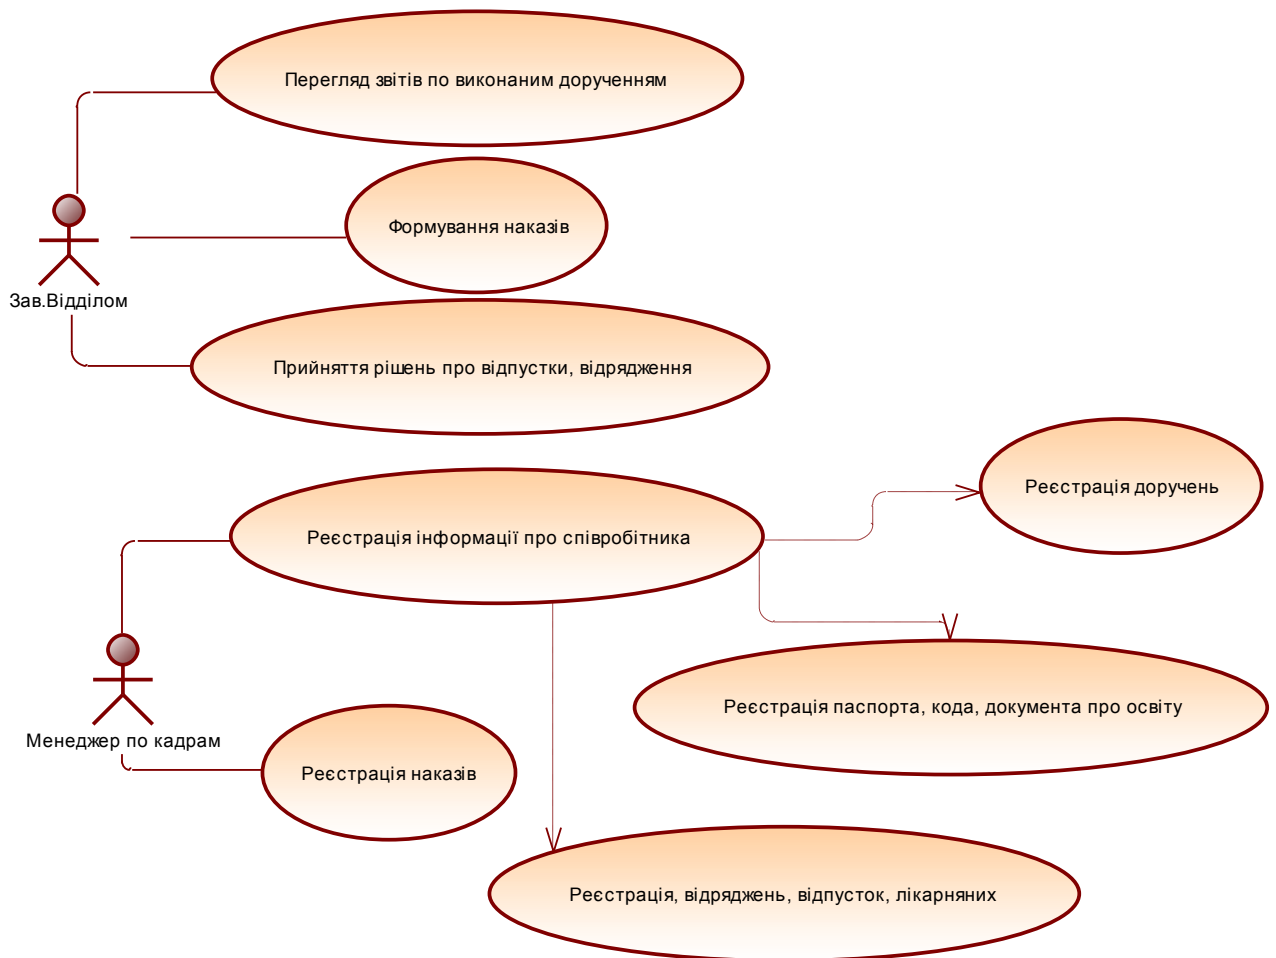 Перегляд звітів по виконаним дорученням
Формування наказів
Зав.Відділом
Прийняття рішень про відпустки, відрядження
Реєстрація доручень
Реєстрація інформації про співробітника
Реєстрація паспорта, кода, документа про освіту
Менеджер по кадрам
Реєстрація наказів
Реєстрація, відряджень, відпусток, лікарняних